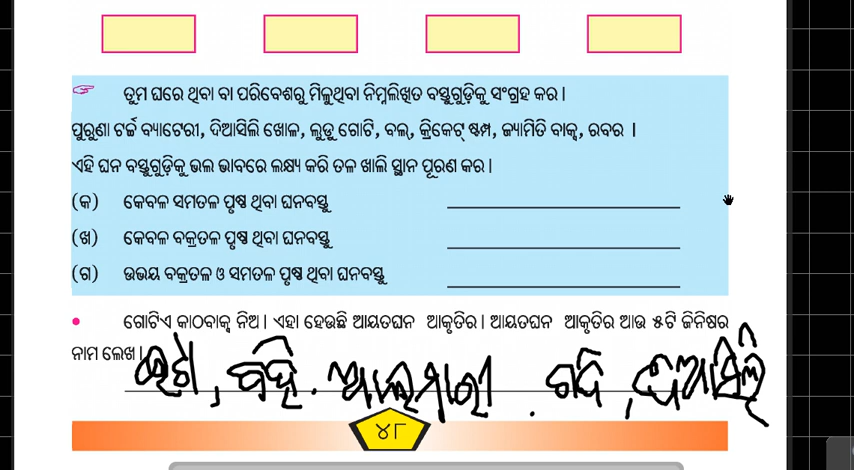 ତୁମ ଘରେ ଥିବା ବା ପରିବେଶରୁ ମିଳୁଥିବା ନିମ୍ନଲିଖିତ ବସ୍ତୁଗୁଡ଼ିକୁ ସଂଗ୍ରହ କର ।
ପୁରୁଣା ଟର୍ଚ୍ଚ ବ୍ୟାଟେରୀ, ଦିଆସିଲି ଖୋଳ, ଲୁଡୁ ଗୋଟି, ବଲ୍, କ୍ରିକେଟ୍ ଷ୍ଟମ୍ପ, ଜ୍ୟାମିତି ବାକ୍ସ, ରବର ।
ଏହି ଘନ ବସ୍ତୁଗୁଡ଼ିକୁ ଭଲ ଭାବରେ ଲକ୍ଷ୍ୟ କରି ତଳ ଖାଲି ସ୍ଥାନ ପୂରଣ କର ।
(କ) କେବଳ ସମତଳ ପୃଷ୍ଠ ଥିବା ଘନବସ୍ତୁ
(ଖ) କେବଳ ବକ୍ରତଳ ପୃଷ୍ଠ ଥିବା ଘନବସ୍ତୁ
(ଗ) ଉଭୟ ବକ୍ରତଳ ଓ ସମତଳ ପୃଷ୍ଠ ଥିବା ଘନବସ୍ତୁ
• ଗୋଟିଏ କାଠବାକ୍ସ ନିଅ । ଏହା ହେଉଛି ଆୟତଘନ ଆକୃତିର । ଆୟତଘନ ଆକୃତିର ଆଉ ୫ଟି ଜିନିଷର
ନାମ ଲେଖ ।
ଇଟା, ବହି. ଆଲମାରୀ. ଗଦି, ଦିଆସିଲି
୪୮